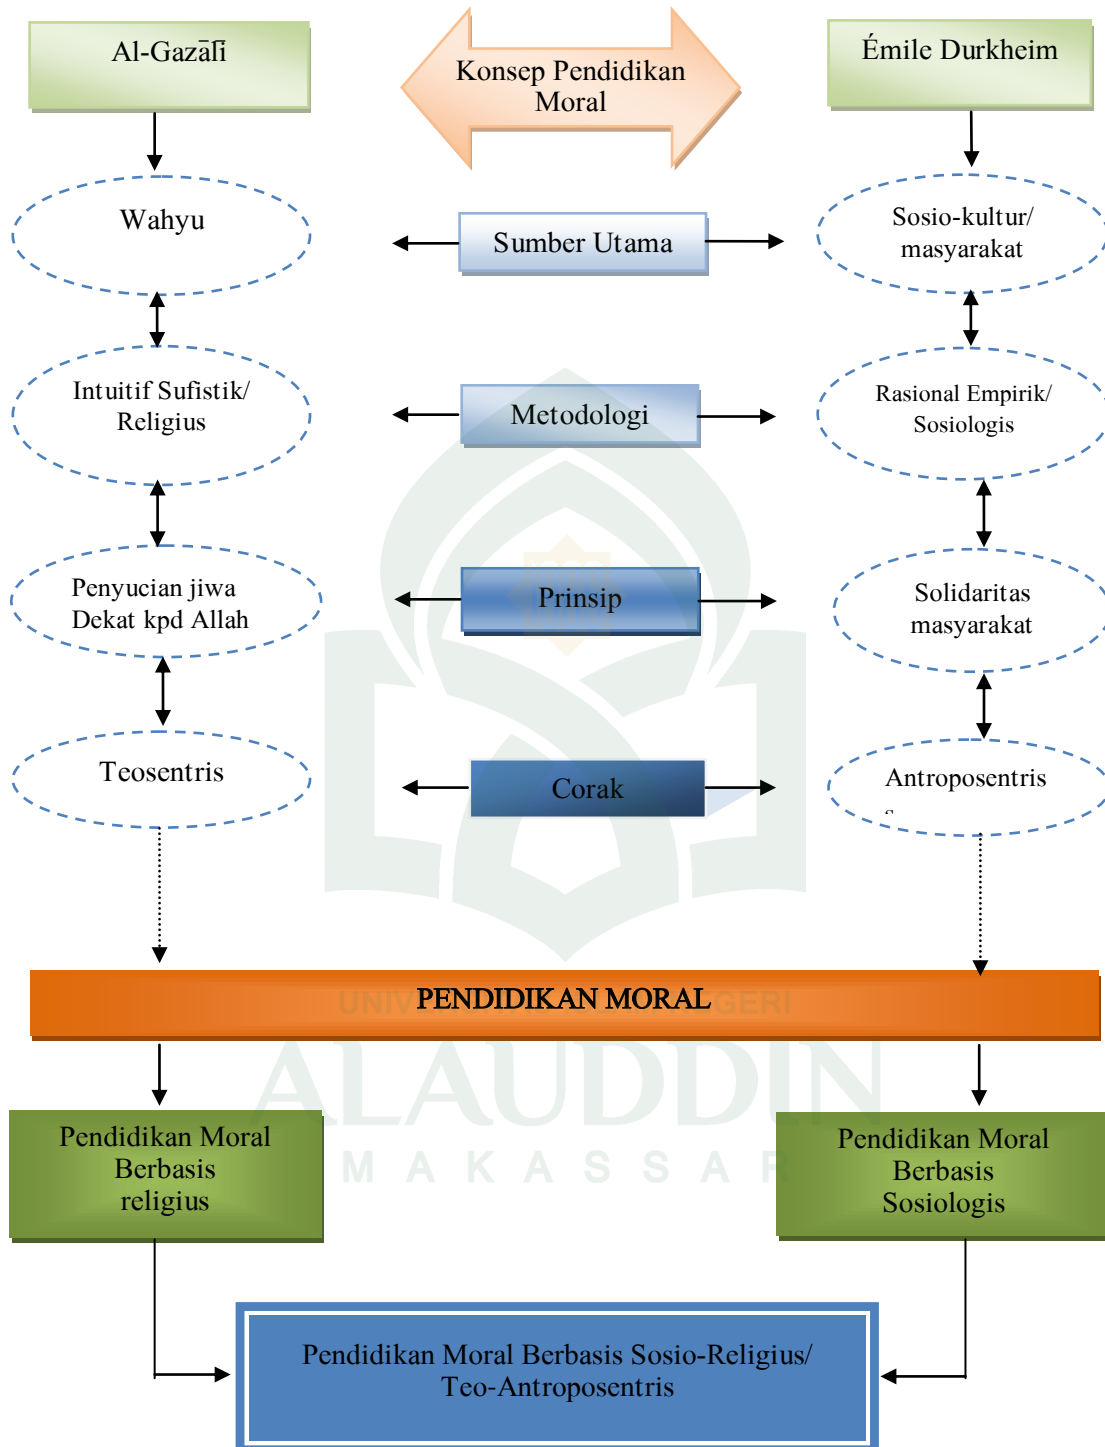 Al-Gazālī
Konsep Pendidikan
Moral
Émile Durkheim
Wahyu
Sumber Utama
Sosio-kultur/
masyarakat
Intuitif Sufistik/
Religius
Metodologi
Rasional Empirik/
Sosiologis
Penyucian jiwa
Dekat kpd Allah
Prinsip
Solidaritas
masyarakat
Teosentris
Corak
Antroposentris
PENDIDIKAN MORAL
ALAUDDIN
MAKASSAR
Pendidikan Moral
Berbasis
religius
Pendidikan Moral
Berbasis
Sosiologis
Pendidikan Moral Berbasis Sosio-Religius/
Teo-Antroposentris